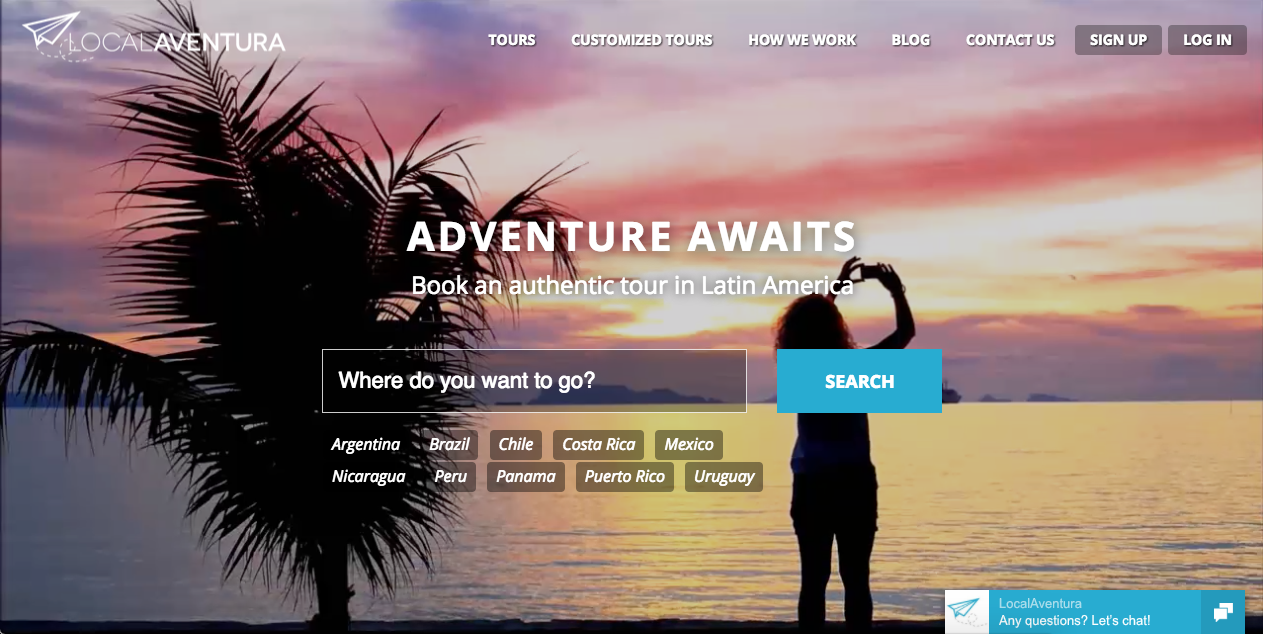 LOCALAVENTURA
TOURS CUSTOMIZED TOURS HOW WE WORK BLOG CONTACT US SIGN UP LOG IN
ADVENTURE AWAITS
Book an authentic tour in Latin America
Where do you want to go? SEARCH
Argentina Brazil Chile Costa Rica Mexico
Nicaragua Peru Panama Puerto Rico Uruguay
LocalAventura
Any questions? Let's chat!